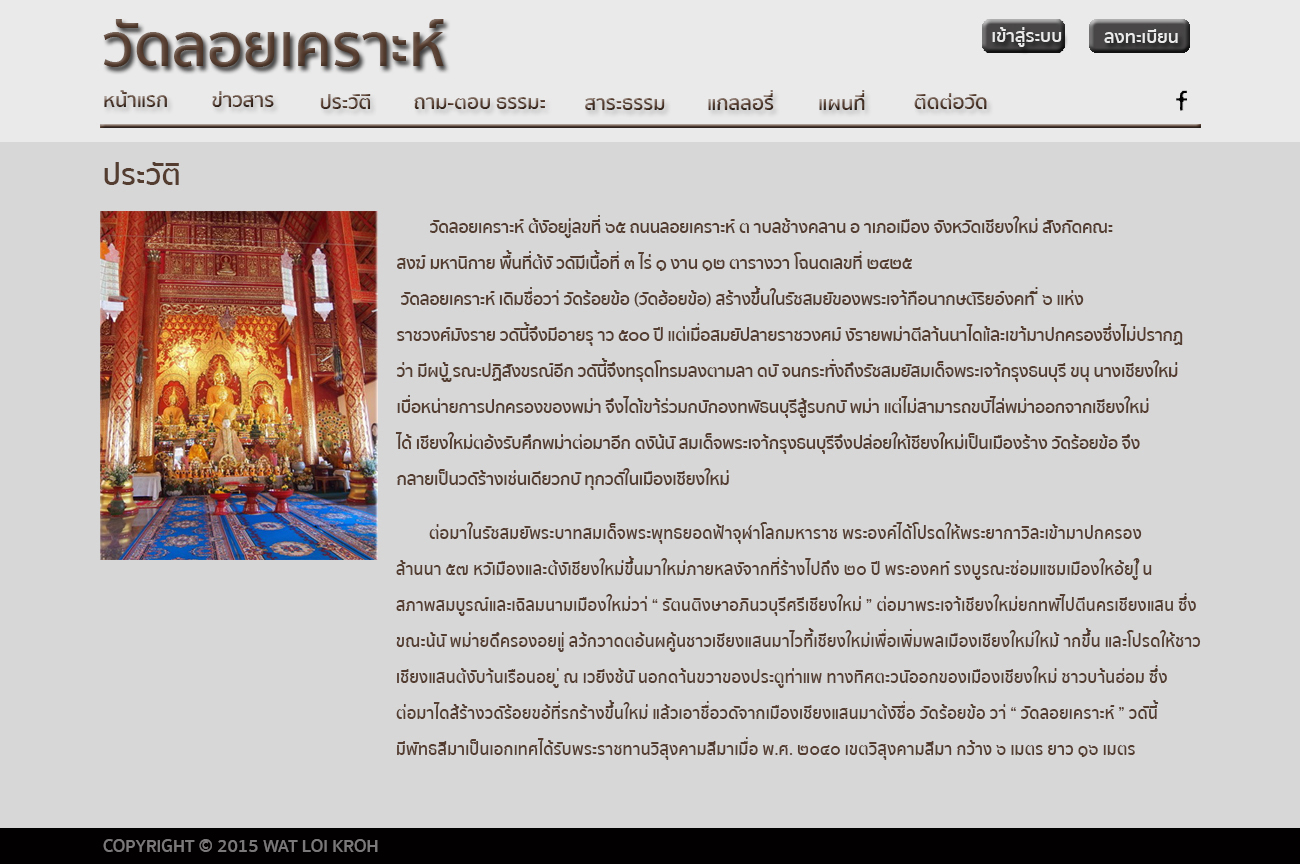 วัดลอยเคราะห์
เข้าสู่ระบบ ลงทะเบียน
หน้าแรก ข่าวสาร ประวัติ ถาม-ตอบ ธรรมะ สาระธรรม แกลลอรี่ แผนที่ ติดต่อวัด f
ประวัติ
วัดลอยเคราะห์ ตั้งอยู่เลขที่ ๖๕ ถนนลอยเคราะห์ ต าบลช้างคลาน อ าเภอเมือง จังหวัดเชียงใหม่ สังกัดคณะ
สงฆ์ มหานิกาย พื้นที่ตั้ง วัดมีเนื้อที่ ๓ ไร่ ๑ งาน ๑๒ ตารางวา โฉนดเลขที่ ๒๔๒๕
วัดลอยเคราะห์ เดิมชื่อว่า วัดร้อยข้อ (วัดฮ้อยข้อ) สร้างขึ้นในรัชสมัยของพระเจ้ากือนากษัตริยอ์งคท์ ี่ ๖ แห่ง
ราชวงศ์มังราย วัดนี้จึงมีอายรุ าว ๕๐๐ ปี แต่เมื่อสมัยปลายราชวงศม์ ังรายพม่าตีล้านนาได้และเข้ามาปกครองซึ่งไม่ปรากฏ
ว่า มีผบู้ ูรณะปฏิสังขรณ์อีก วัดนี้จึงทรุดโทรมลงตามลา ดบั จนกระทั่งถึงรัชสมัยสมเด็จพระเจ้ากรุงธนบุรี ขนุ นางเชียงใหม่
เบื่อหน่ายการปกครองของพม่า จึงได้เข้าร่วมกับกองทัพธนบุรีสู้รบกบั พม่า แต่ไม่สามารถขบัไล่พม่าออกจากเชียงใหม่
ได้ เชียงใหม่ต้องรับศึกพม่าต่อมาอีก ดังนั้น สมเด็จพระเจ้ากรุงธนบุรีจึงปล่อยให้เชียงใหม่เป็นเมืองร้าง วัดร้อยข้อ จึง
กลายเป็นวัดร้างเช่นเดียวกบั ทุกวัดในเมืองเชียงใหม่
ต่อมาในรัชสมัยพระบาทสมเด็จพระพุทธยอดฟ้าจุฬาโลกมหาราช พระองค์ได้โปรดให้พระยากาวิละเข้ามาปกครอง
ล้านนา ๕๗ หวัเมืองและตั้งเชียงใหม่ขึ้นมาใหม่ภายหลังจากที่ร้างไปถึง ๒๐ ปี พระองคท์ รงบูรณะซ่อมแซมเมืองใหอ้ยใู่ น
สภาพสมบูรณ์และเฉิลมนามเมืองใหม่ว่า “ รัตนติงษาอภินวบุรีศรีเชียงใหม่ ” ต่อมาพระเจ้าเชียงใหม่ยกทัพไปตีนครเชียงแสน ซึ่ง
ขณะนั้น พม่ายึดครองอยู่ แล้วกวาดต้อนผู้คนชาวเชียงแสนมาไว้ที่เชียงใหม่เพื่อเพิ่มพลเมืองเชียงใหม่ใหม้ ากขึ้น และโปรดให้ชาว
เชียงแสนตั้งบ้านเรือนอยู่ ณ เวียงชั้น นอกด้านขวาของประตูท่าแพ ทางทิศตะวันออกของเมืองเชียงใหม่ ชาวบ้านฮ่อม ซึ่ง
ต่อมาได้สร้างวัดร้อยขอ้ที่รกร้างขึ้นใหม่ แล้วเอาชื่อวัดจากเมืองเชียงแสนมาตั้งชื่อ วัดร้อยข้อ ว่า “ วัดลอยเคราะห์ ” วัดนี้
มีพัทธสีมาเป็นเอกเทศได้รับพระราชทานวิสุงคามสีมาเมื่อ พ.ศ. ๒๐๔๐ เขตวิสุงคามสีมา กว้าง ๖ เมตร ยาว ๑๖ เมตร
COPYRIGHT © 2015 WAT LOI KROH